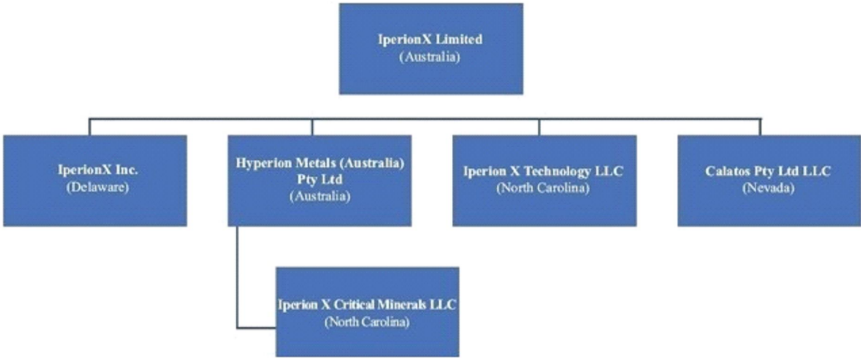 IperionX Limited
(Australia)
IperionX Inc.
(Delaware)
Hyperion Metals (Australia)
Pty Ltd
(Australia)
Iperion X Technology LLC
(North Carolina)
Calatos Pty Ltd LLC
(Nevada)
Iperion X Critical Minerals LLC
(North Carolina)